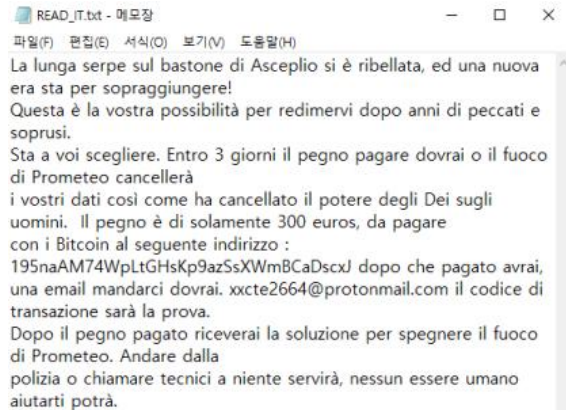 READ_IT.txt - 메모장
파일(F) 편집(E) 서식(O) 보기(V) 도움말(H)
La lunga serpe sul bastone di Asceplio si è ribellata, ed una nuova
era sta per sopraggiungere!
Questa è la vostra possibilità per redimervi dopo anni di peccati e
soprusi.
Sta a voi scegliere. Entro 3 giorni il pegno pagare dovrai o il fuoco
di Prometeo cancellerà
i vostri dati così come ha cancellato il potere degli Dei sugli
uomini.  Il pegno è di solamente 300 euros, da pagare
con i Bitcoin al seguente indirizzo :
195naAM74WpLtGHsKp9azSsXWmBCaDscxJ dopo che pagato avrai,
una email mandarci dovrai. xxcte2664@protonmail.com il codice di
transazione sarà la prova.
Dopo il pegno pagato riceverai la soluzione per spegnere il fuoco
di Prometeo. Andare dalla
polizia o chiamare tecnici a niente servirà, nessun essere umano
aiutarti potrà.